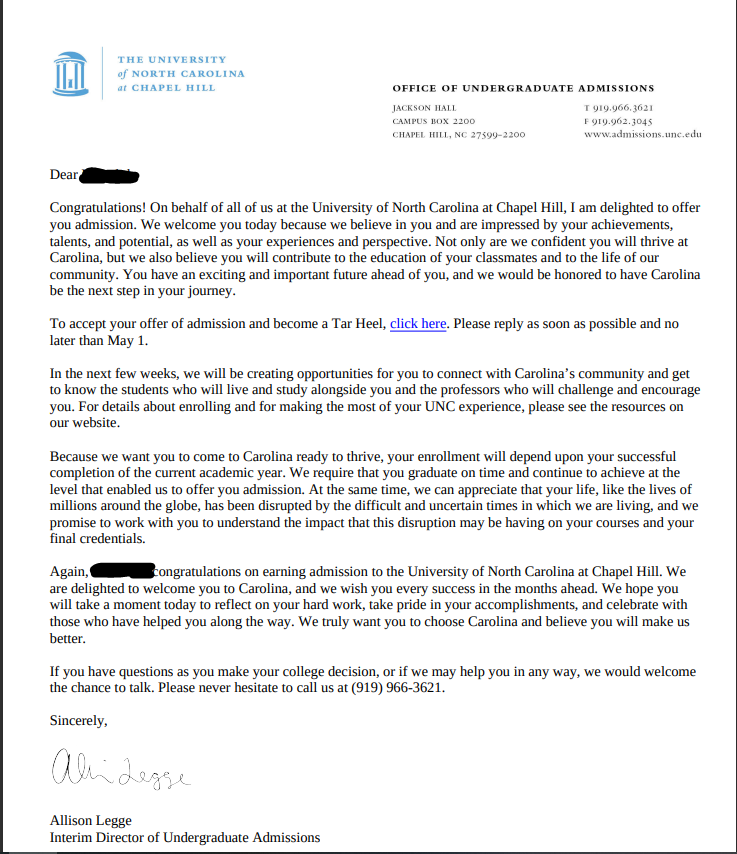 THE UNIVERSITY
of NORTH CAROLINA
at CHAPEL HILL
OFFICE OF UNDERGRADUATE ADMISSIONS
JACKSON HALL T 919.966.3621
CAMPUS BOX 2200 F 919.962.3045
CHAPEL HILL, NC 27599-2200 www.admissions.unc.edu
Dear
Congratulations! On behalf of all of us at the University of North Carolina at Chapel Hill, I am delighted to offer
you admission. We welcome you today because we believe in you and are impressed by your achievements,
talents, and potential, as well as your experiences and perspective. Not only are we confident you will thrive at
Carolina, but we also believe you will contribute to the education of your classmates and to the life of our
community. You have an exciting and important future ahead of you, and we would be honored to have Carolina
be the next step in your journey.
To accept your offer of admission and become a Tar Heel, click here. Please reply as soon as possible and no
later than May 1.
In the next few weeks, we will be creating opportunities for you to connect with Carolina’s community and get
to know the students who will live and study alongside you and the professors who will challenge and encourage
you. For details about enrolling and for making the most of your UNC experience, please see the resources on
our website.
Because we want you to come to Carolina ready to thrive, your enrollment will depend upon your successful
completion of the current academic year. We require that you graduate on time and continue to achieve at the
level that enabled us to offer you admission. At the same time, we can appreciate that your life, like the lives of
millions around the globe, has been disrupted by the difficult and uncertain times in which we are living, and we
promise to work with you to understand the impact that this disruption may be having on your courses and your
final credentials.
Again, congratulations on earning admission to the University of North Carolina at Chapel Hill. We
are delighted to welcome you to Carolina, and we wish you every success in the months ahead. We hope you
will take a moment today to reflect on your hard work, take pride in your accomplishments, and celebrate with
those who have helped you along the way. We truly want you to choose Carolina and believe you will make us
better.
If you have questions as you make your college decision, or if we may help you in any way, we would welcome
the chance to talk. Please never hesitate to call us at (919) 966-3621.
Sincerely,
Allison Legge
Interim Director of Undergraduate Admissions